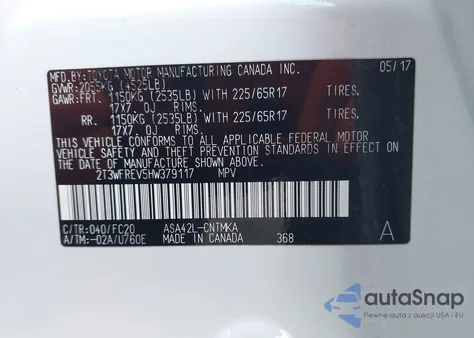 MFD.BY:TOYOTA MOTOR MANUFACTURING CANADA INC. 05/17
GVWR:2055KG (4525LB)
GAWR:FRT. 1150KG (2535LB) WITH 225/65R17 TIRES,
17X7. 0J RIMS.
RR. 1150KG (2535LB) WITH 225/65R17 TIRES,
17X7. 0J RIMS.
THIS VEHICLE CONFORMS TO ALL APPLICABLE FEDERAL MOTOR
VEHICLE SAFETY AND THEFT PREVENTION STANDARDS IN EFFECT ON
THE DATE OF MANUFACTURE SHOWN ABOVE.
2T3WFREV5HW379117 MPV
C/TR:040/FC20 ASA42L-CNTMKA
A/TM:-02A/U760E MADE IN CANADA 368 A
autoSnap
Pewne auto z aukcji USA i EU